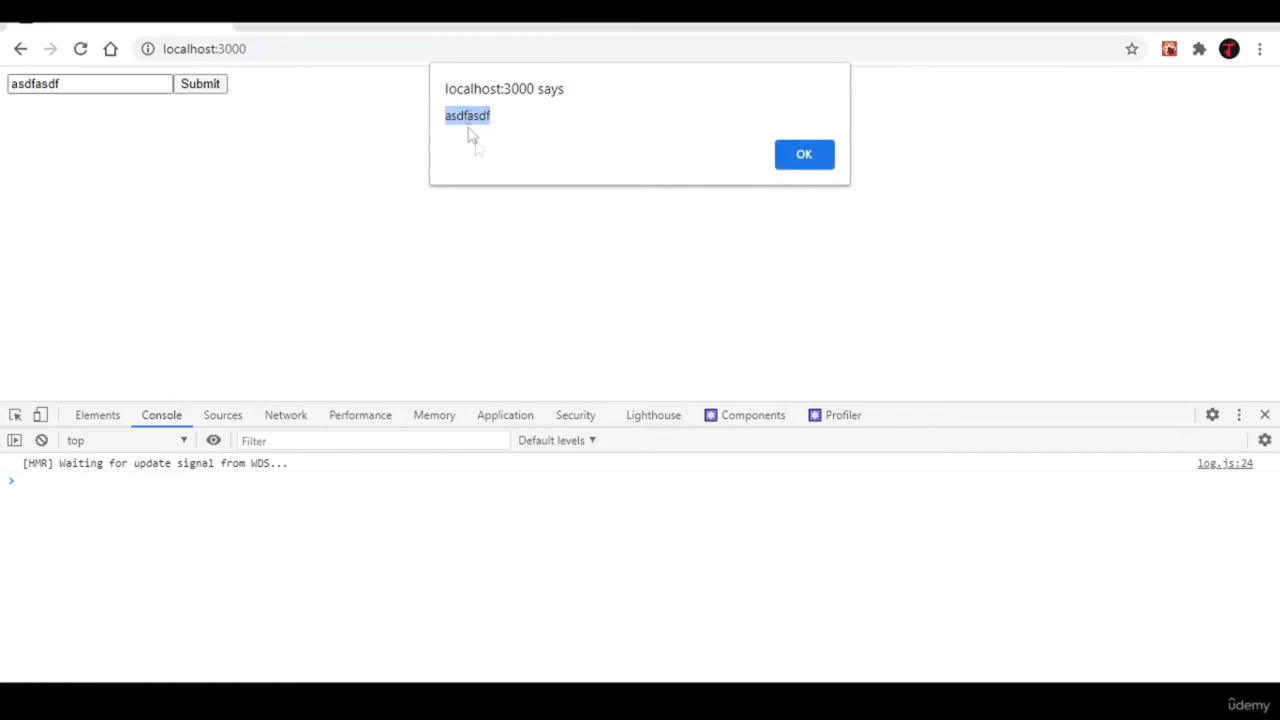 localhost:3000
asdfasdf Submit
localhost:3000 says
asdfasdf
OK
Elements Console Sources Network Performance Memory Application Security Lighthouse Components Profiler
top Filter Default levels
[HMR] Waiting for update signal from WDS... log.js:24
ûdemy